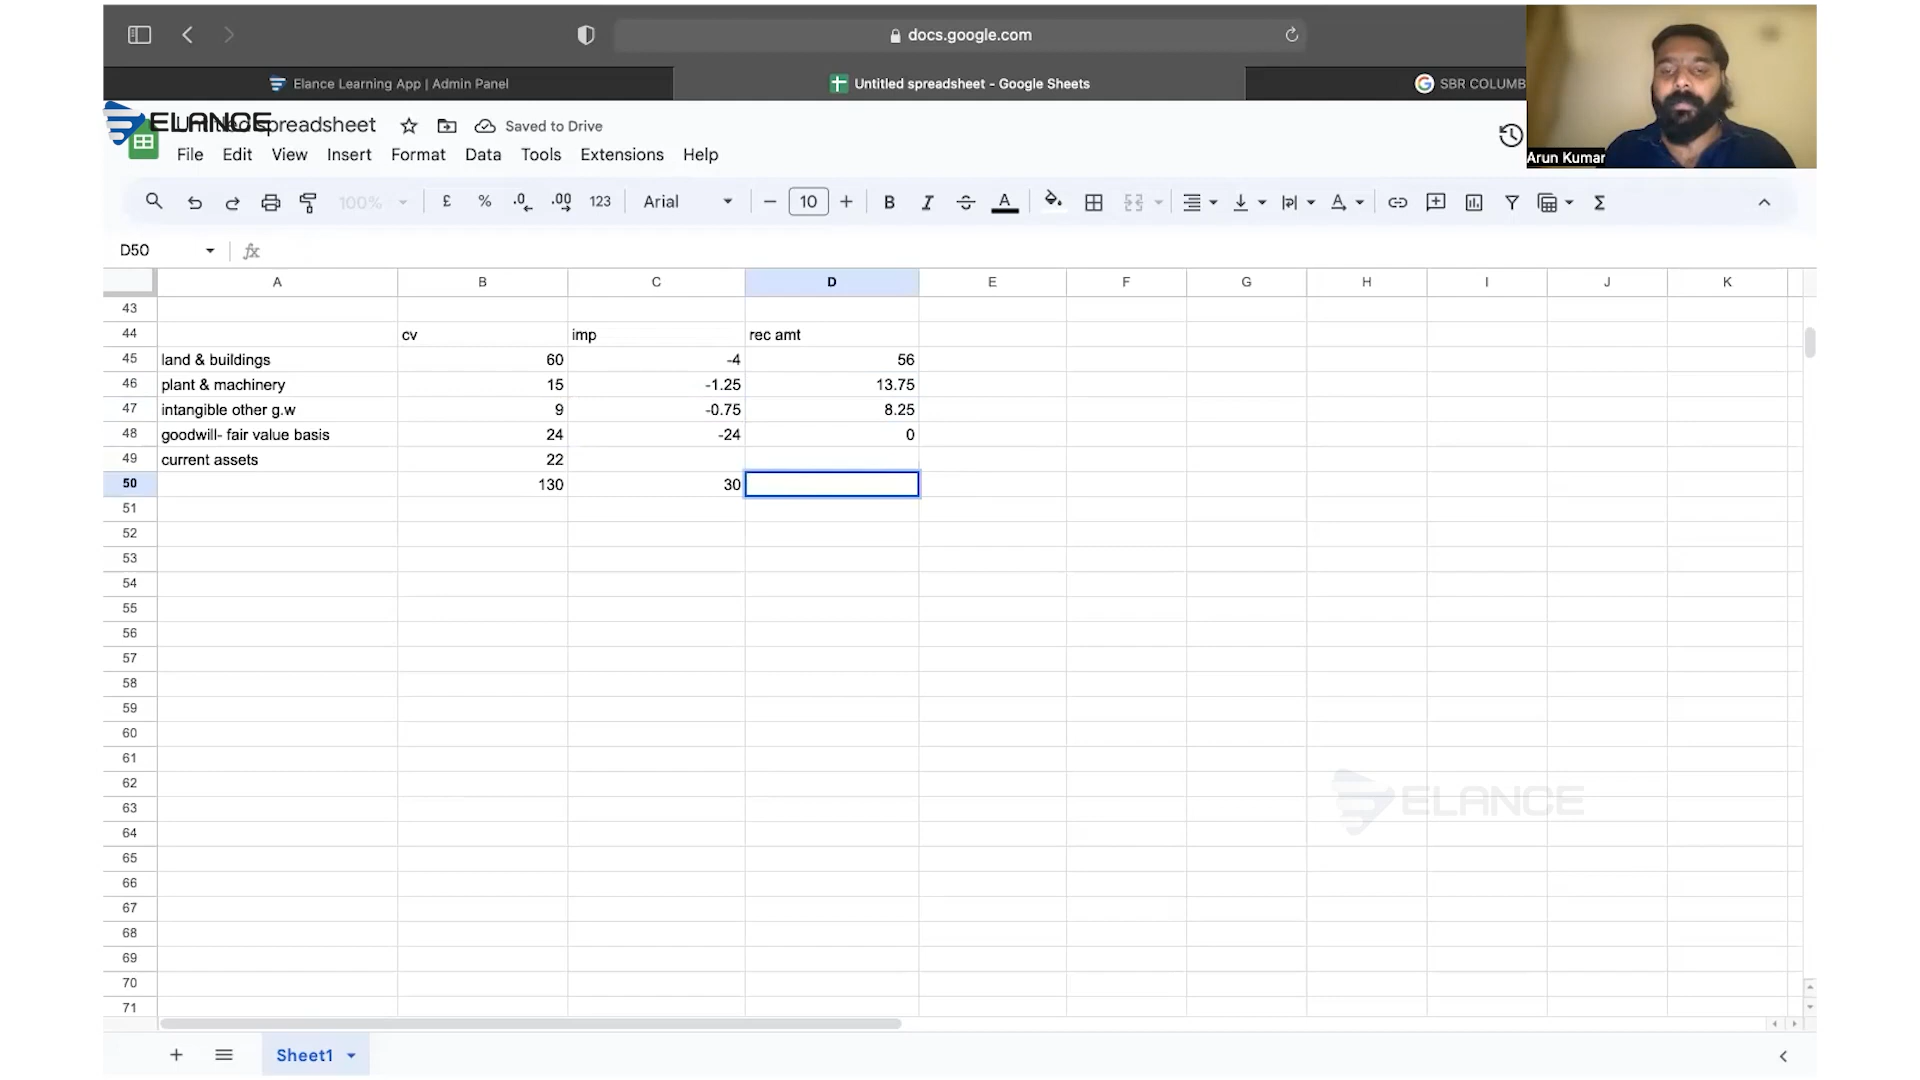 docs.google.com
Elance Learning App | Admin Panel
Untitled spreadsheet - Google Sheets
SBR COLUMB
ELANCE
Untitled spreadsheet
Saved to Drive
File Edit View Insert Format Data Tools Extensions Help
Arun Kumar
100% £ % .0 .00 123 Arial 10 B I S A
D50 fx
A B C D E F G H I J K
43
44 cv imp rec amt
45 land & buildings 60 -4 56
46 plant & machinery 15 -1.25 13.75
47 intangible other g.w 9 -0.75 8.25
48 goodwill- fair value basis 24 -24 0
49 current assets 22
50 130 30
51
52
53
54
55
56
57
58
59
60
61
62
63
ELANCE
64
65
66
67
68
69
70
71
Sheet1